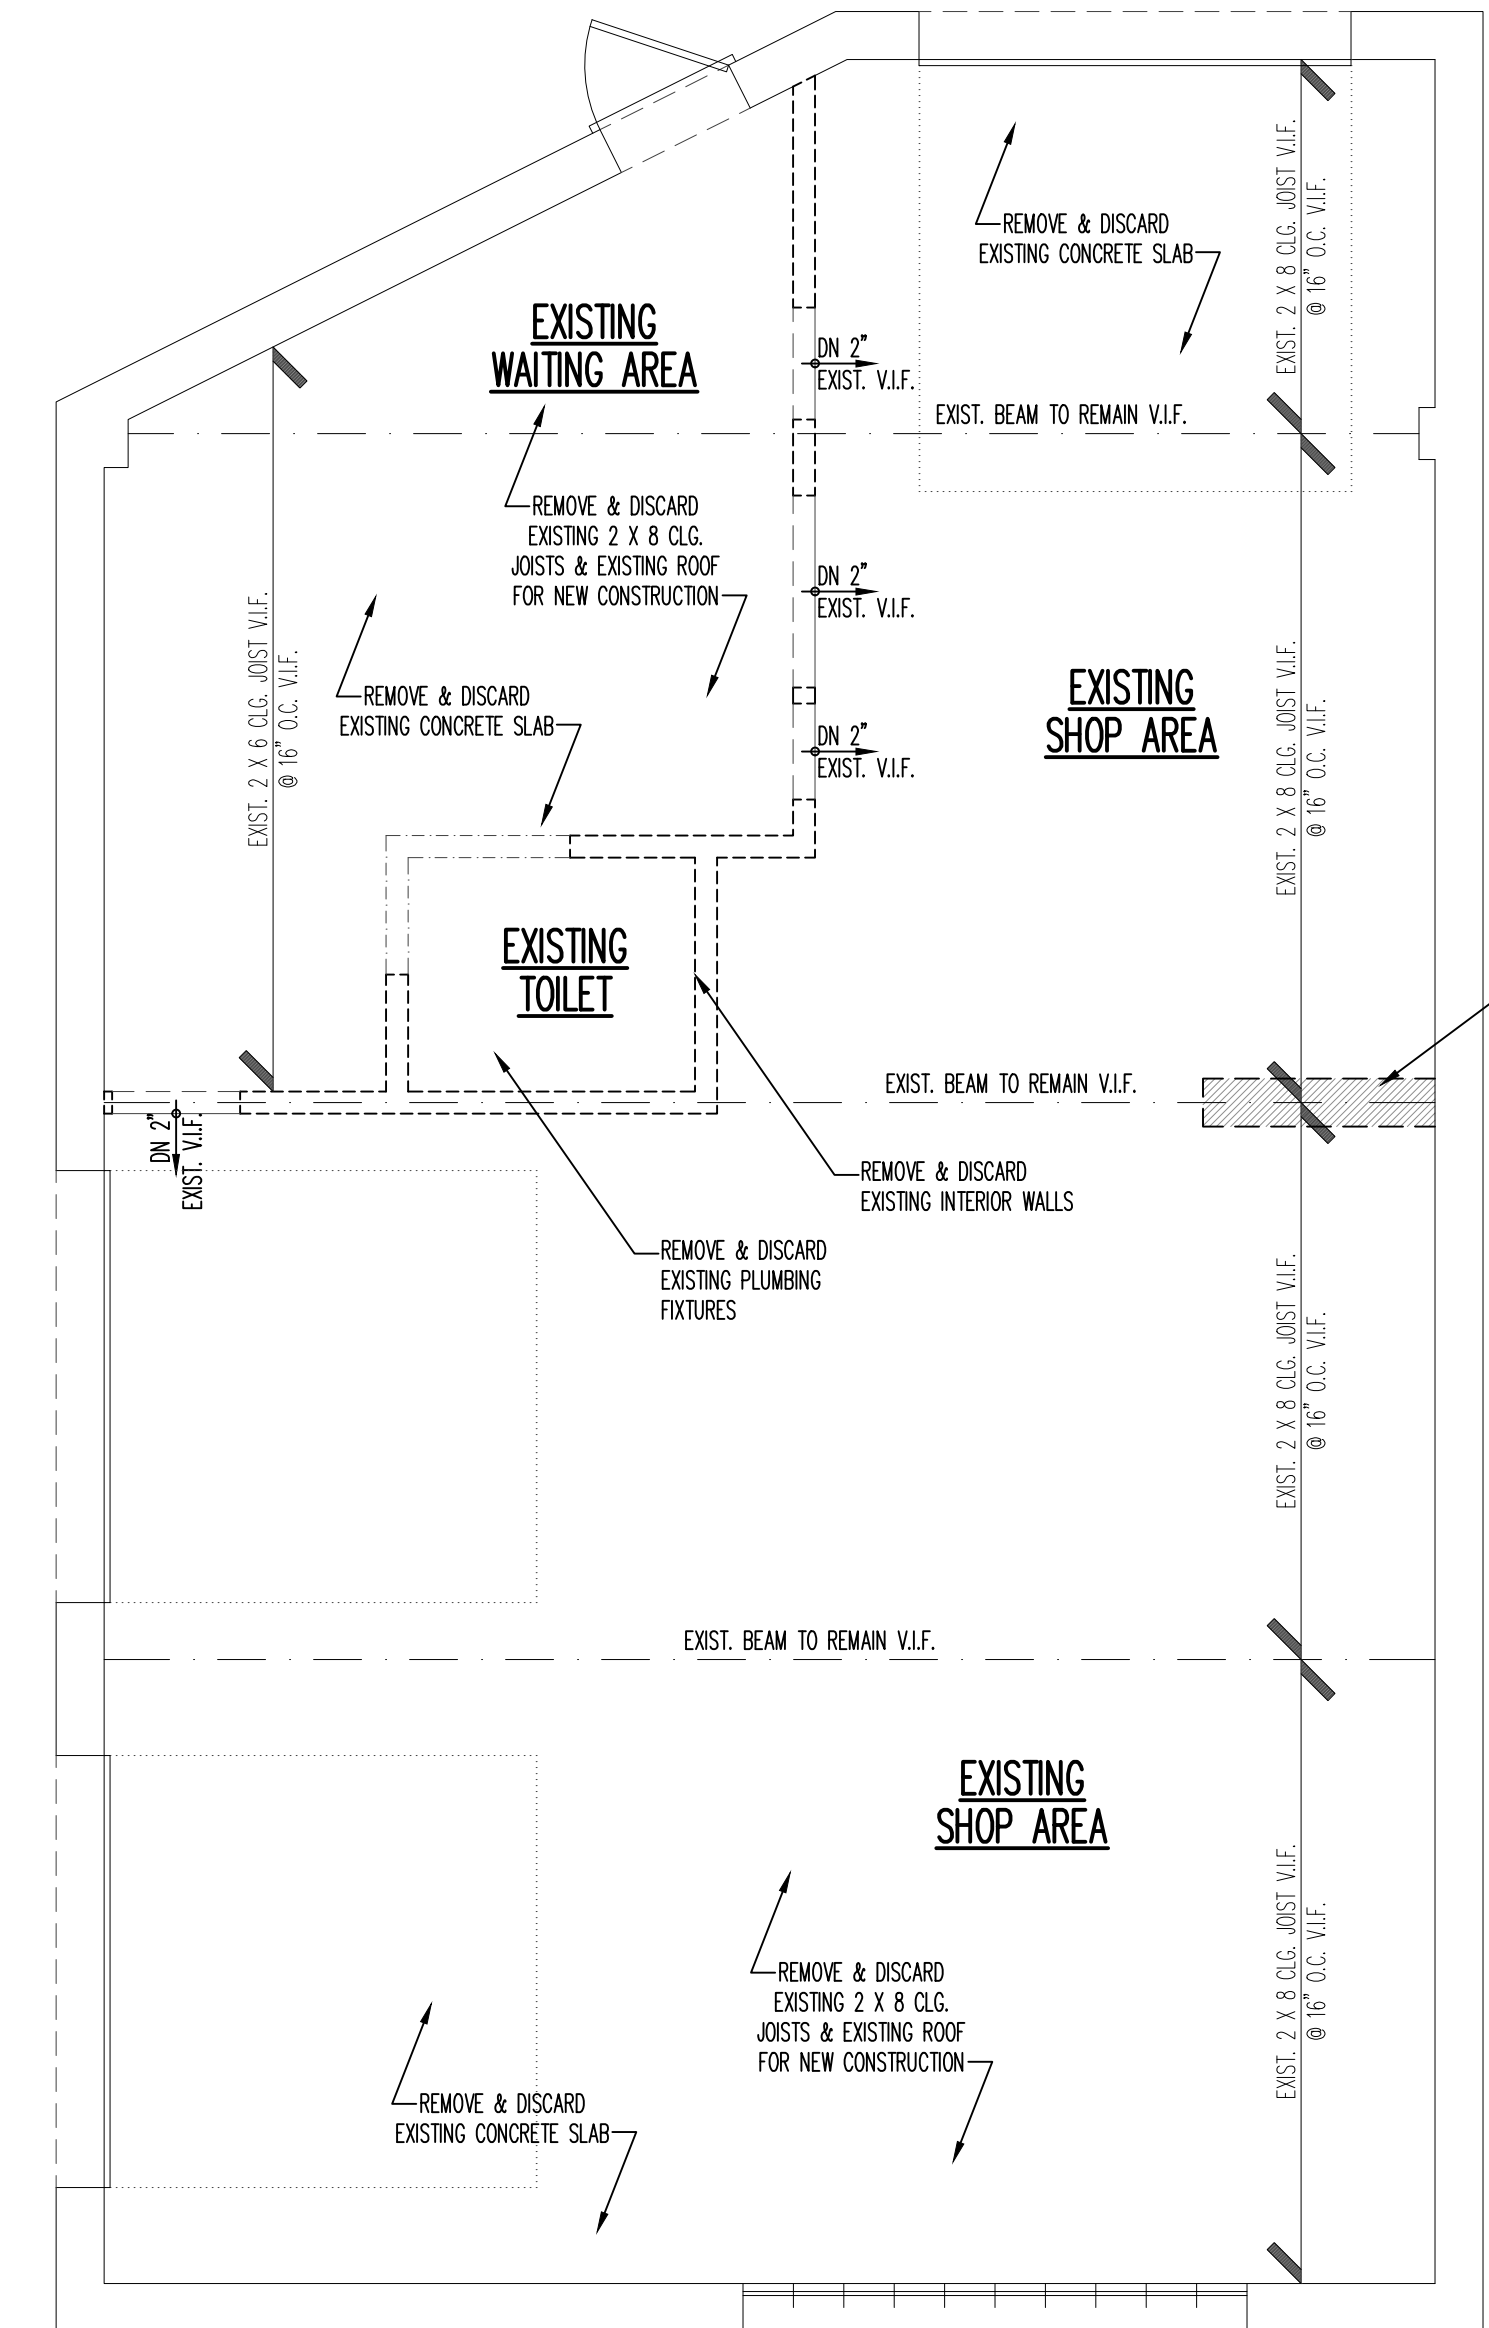 REMOVE & DISCARD
EXISTING CONCRETE SLAB
EXIST. 2 X 8 CLG. JOIST V.I.F.
@ 16" O.C. V.I.F.
EXISTING
WAITING AREA
DN 2"
EXIST. V.I.F.
EXIST. BEAM TO REMAIN V.I.F.
REMOVE & DISCARD
EXISTING 2 X 8 CLG.
JOISTS & EXISTING ROOF
FOR NEW CONSTRUCTION
DN 2"
EXIST. V.I.F.
EXIST. 2 X 6 CLG. JOIST V.I.F.
@ 16" O.C. V.I.F.
REMOVE & DISCARD
EXISTING CONCRETE SLAB
EXISTING
SHOP AREA
DN 2"
EXIST. V.I.F.
EXIST. 2 X 8 CLG. JOIST V.I.F.
@ 16" O.C. V.I.F.
EXISTING
TOILET
EXIST. BEAM TO REMAIN V.I.F.
DN 2"
EXIST. V.I.F.
REMOVE & DISCARD
EXISTING INTERIOR WALLS
REMOVE & DISCARD
EXISTING PLUMBING
FIXTURES
EXIST. 2 X 8 CLG. JOIST V.I.F.
@ 16" O.C. V.I.F.
EXIST. BEAM TO REMAIN V.I.F.
EXISTING
SHOP AREA
REMOVE & DISCARD
EXISTING 2 X 8 CLG.
JOISTS & EXISTING ROOF
FOR NEW CONSTRUCTION
EXIST. 2 X 8 CLG. JOIST V.I.F.
@ 16" O.C. V.I.F.
REMOVE & DISCARD
EXISTING CONCRETE SLAB